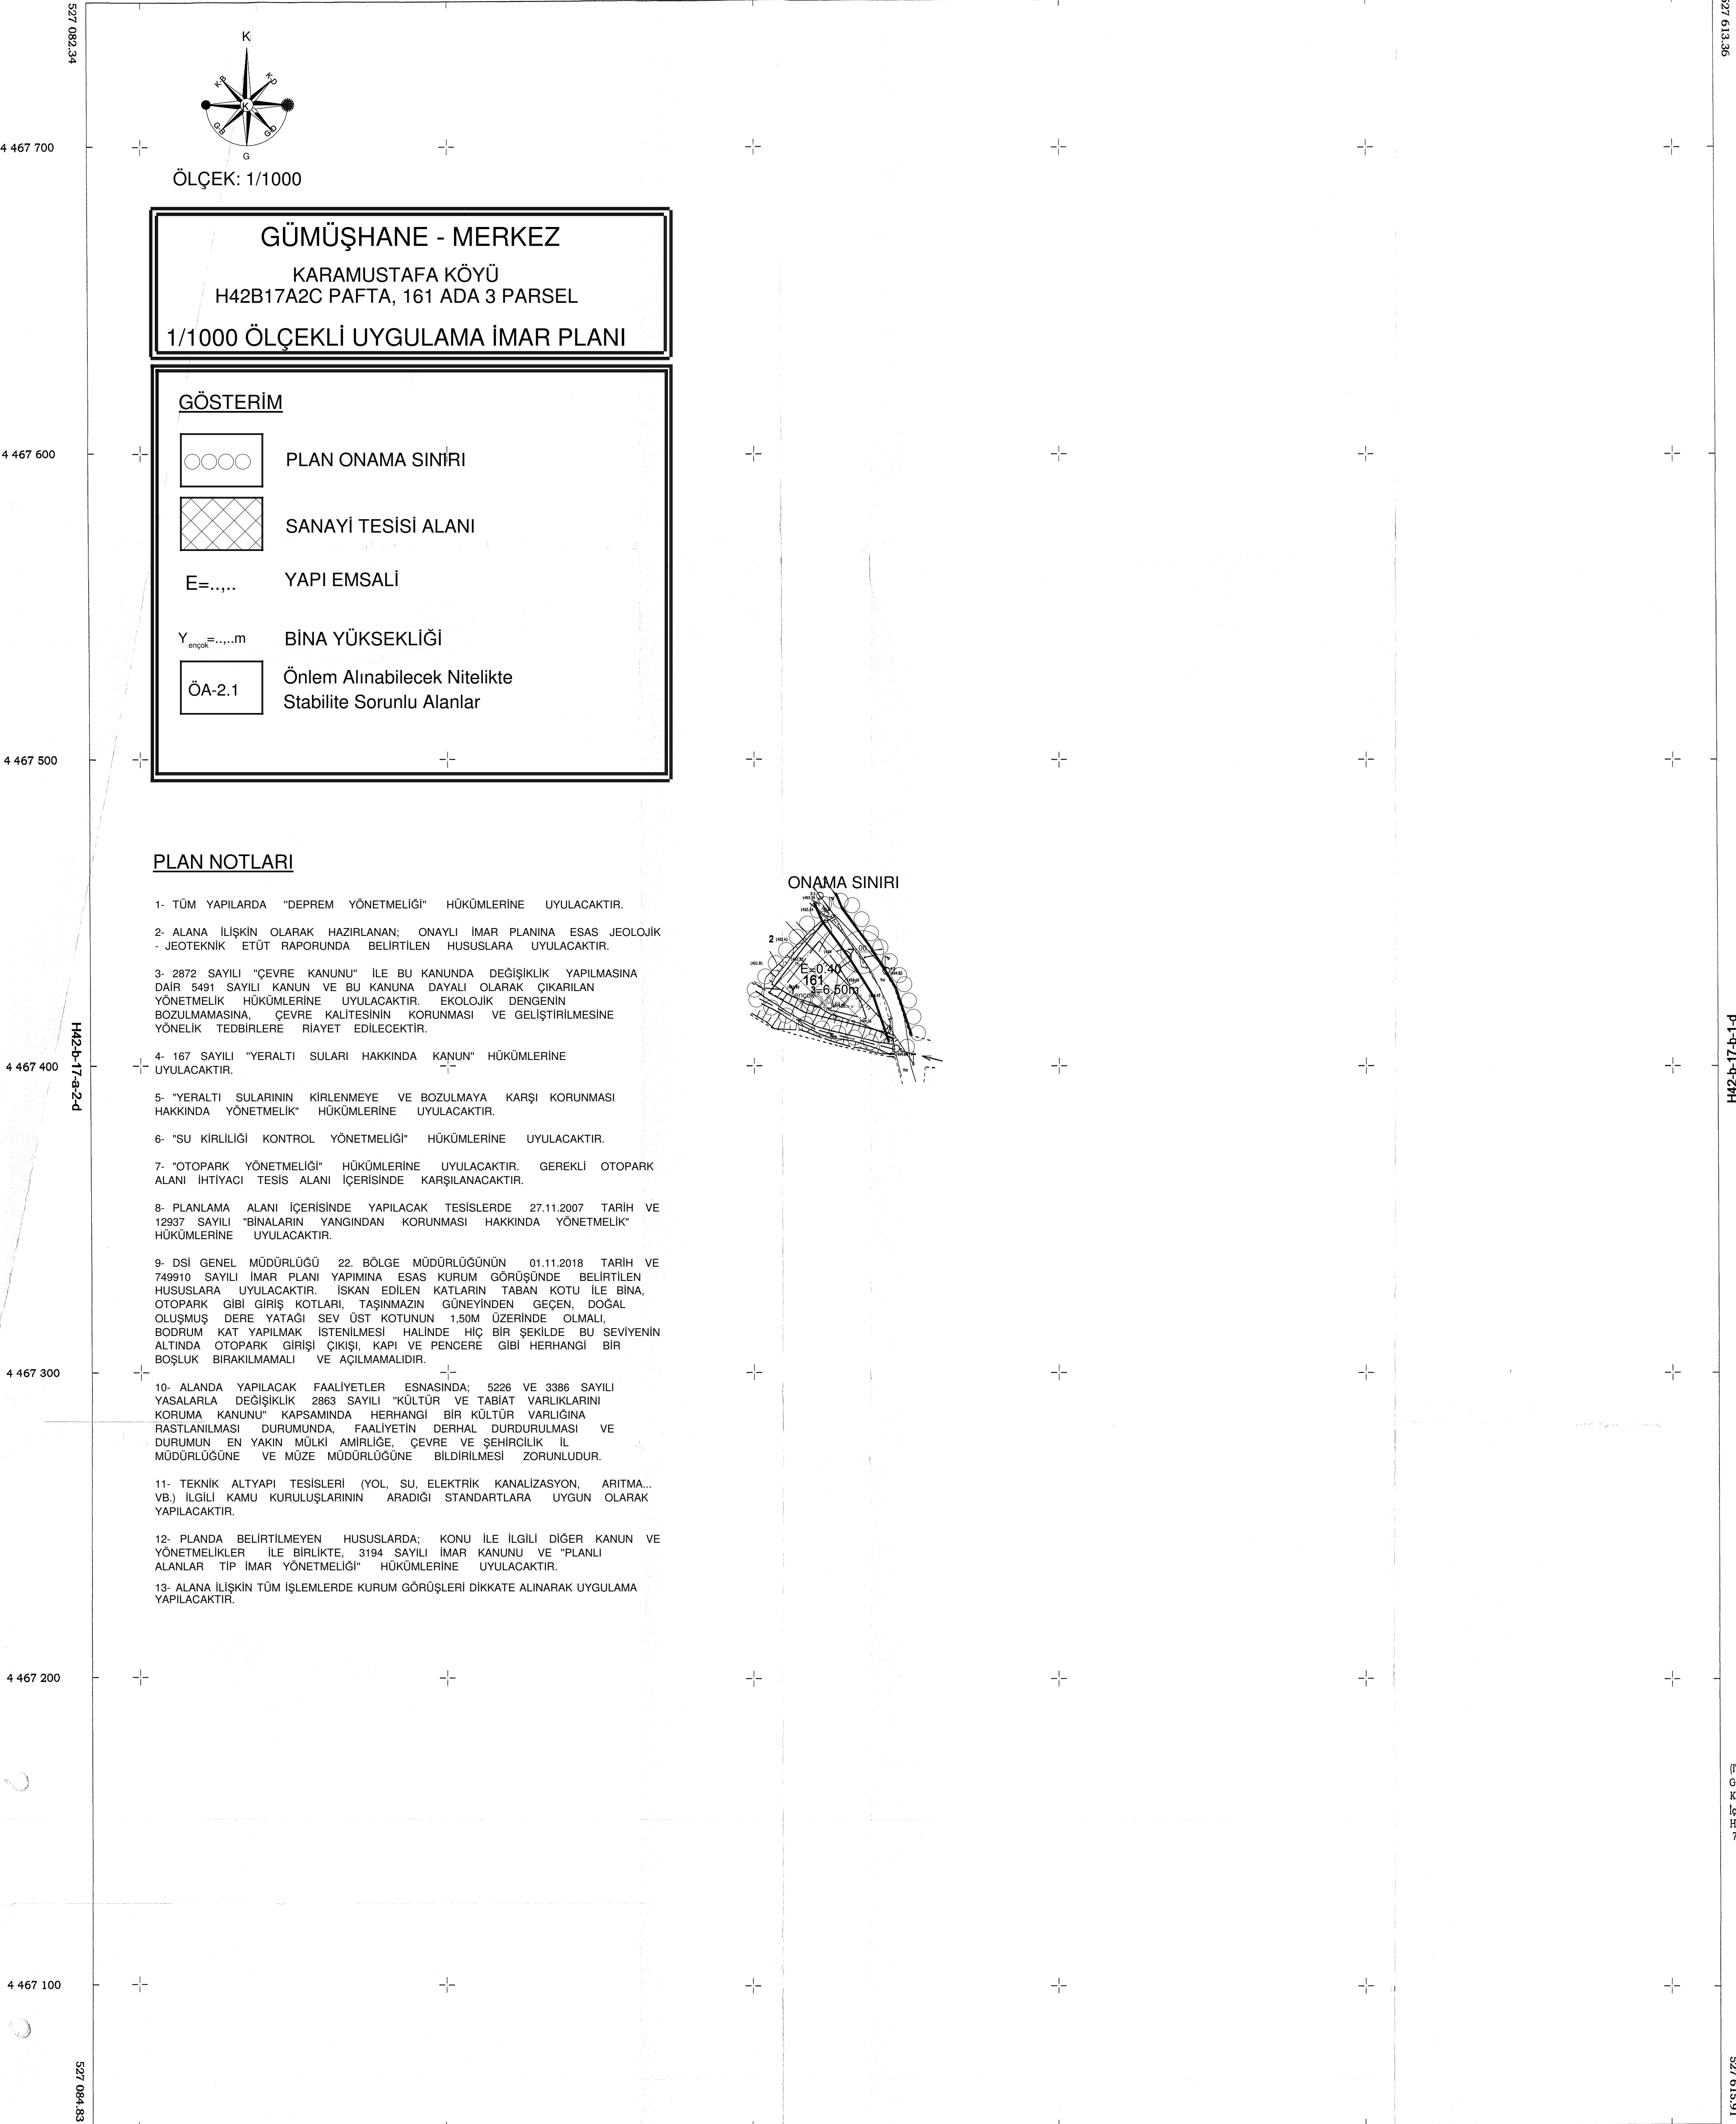 527 082.34
527 613.36
K
K-B
K-D
K
G-B
G-D
G
4 467 700
ÖLÇEK: 1/1000
GÜMÜŞHANE - MERKEZ
KARAMUSTAFA KÖYÜ
H42B17A2C PAFTA, 161 ADA 3 PARSEL
1/1000 ÖLÇEKLİ UYGULAMA İMAR PLANI
GÖSTERİM
4 467 600
PLAN ONAMA SINIRI
SANAYİ TESİSİ ALANI
E=..,.. YAPI EMSALİ
Yençok=..,..m BİNA YÜKSEKLİĞİ
ÖA-2.1 Önlem Alınabilecek Nitelikte
Stabilite Sorunlu Alanlar
4 467 500
PLAN NOTLARI
1- TÜM YAPILARDA "DEPREM YÖNETMELİĞİ" HÜKÜMLERİNE UYULACAKTIR.
2- ALANA İLİŞKİN OLARAK HAZIRLANAN; ONAYLI İMAR PLANINA ESAS JEOLOJİK
- JEOTEKNİK ETÜT RAPORUNDA BELİRTİLEN HUSUSLARA UYULACAKTIR.
3- 2872 SAYILI "ÇEVRE KANUNU" İLE BU KANUNDA DEĞİŞİKLİK YAPILMASINA
DAİR 5491 SAYILI KANUN VE BU KANUNA DAYALI OLARAK ÇIKARILAN
YÖNETMELİK HÜKÜMLERİNE UYULACAKTIR. EKOLOJİK DENGENİN
BOZULMAMASINA, ÇEVRE KALİTESİNİN KORUNMASI VE GELİŞTİRİLMESİNE
YÖNELİK TEDBİRLERE RİAYET EDİLECEKTİR.
4- 167 SAYILI "YERALTI SULARI HAKKINDA KANUN" HÜKÜMLERİNE
UYULACAKTIR.
5- "YERALTI SULARININ KİRLENMEYE VE BOZULMAYA KARŞI KORUNMASI
HAKKINDA YÖNETMELİK" HÜKÜMLERİNE UYULACAKTIR.
6- "SU KİRLİLİĞİ KONTROL YÖNETMELİĞİ" HÜKÜMLERİNE UYULACAKTIR.
7- "OTOPARK YÖNETMELİĞİ" HÜKÜMLERİNE UYULACAKTIR. GEREKLİ OTOPARK
ALANI İHTİYACI TESİS ALANI İÇERİSİNDE KARŞILANACAKTIR.
8- PLANLAMA ALANI İÇERİSİNDE YAPILACAK TESİSLERDE 27.11.2007 TARİH VE
12937 SAYILI "BİNALARIN YANGINDAN KORUNMASI HAKKINDA YÖNETMELİK"
HÜKÜMLERİNE UYULACAKTIR.
9- DSİ GENEL MÜDÜRLÜĞÜ 22. BÖLGE MÜDÜRLÜĞÜNÜN 01.11.2018 TARİH VE
749910 SAYILI İMAR PLANI YAPIMINA ESAS KURUM GÖRÜŞÜNDE BELİRTİLEN
HUSUSLARA UYULACAKTIR. İSKAN EDİLEN KATLARIN TABAN KOTU İLE BİNA,
OTOPARK GİBİ GİRİŞ KOTLARI, TAŞINMAZIN GÜNEYİNDEN GEÇEN, DOĞAL
OLUŞMUŞ DERE YATAĞI SEV ÜST KOTUNUN 1,50M ÜZERİNDE OLMALI,
BODRUM KAT YAPILMAK İSTENİLMESİ HALİNDE HİÇ BİR ŞEKİLDE BU SEVİYENİN
ALTINDA OTOPARK GİRİŞİ ÇIKIŞI, KAPI VE PENCERE GİBİ HERHANGİ BİR
BOŞLUK BIRAKILMAMALI VE AÇILMAMALIDIR.
10- ALANDA YAPILACAK FAALİYETLER ESNASINDA; 5226 VE 3386 SAYILI
YASALARLA DEĞİŞİKLİK 2863 SAYILI "KÜLTÜR VE TABİAT VARLIKLARINI
KORUMA KANUNU" KAPSAMINDA HERHANGİ BİR KÜLTÜR VARLIĞINA
RASTLANILMASI DURUMUNDA, FAALİYETİN DERHAL DURDURULMASI VE
DURUMUN EN YAKIN MÜLKİ AMİRLİĞE, ÇEVRE VE ŞEHİRCİLİK İL
MÜDÜRLÜĞÜNE VE MÜZE MÜDÜRLÜĞÜNE BİLDİRİLMESİ ZORUNLUDUR.
11- TEKNİK ALTYAPI TESİSLERİ (YOL, SU, ELEKTRİK KANALİZASYON, ARITMA...
VB.) İLGİLİ KAMU KURULUŞLARININ ARADIĞI STANDARTLARA UYGUN OLARAK
YAPILACAKTIR.
12- PLANDA BELİRTİLMEYEN HUSUSLARDA; KONU İLE İLGİLİ DİĞER KANUN VE
YÖNETMELİKLER İLE BİRLİKTE, 3194 SAYILI İMAR KANUNU VE "PLANLI
ALANLAR TİP İMAR YÖNETMELİĞİ" HÜKÜMLERİNE UYULACAKTIR.
13- ALANA İLİŞKİN TÜM İŞLEMLERDE KURUM GÖRÜŞLERİ DİKKATE ALINARAK UYGULAMA
YAPILACAKTIR.
ONAMA SINIRI
2
E=0.40
161
Yençok=6.50m
H42-b-17-a-2-d
H42-b-17-b-1-d
4 467 400
4 467 300
4 467 200
4 467 100
527 084.83